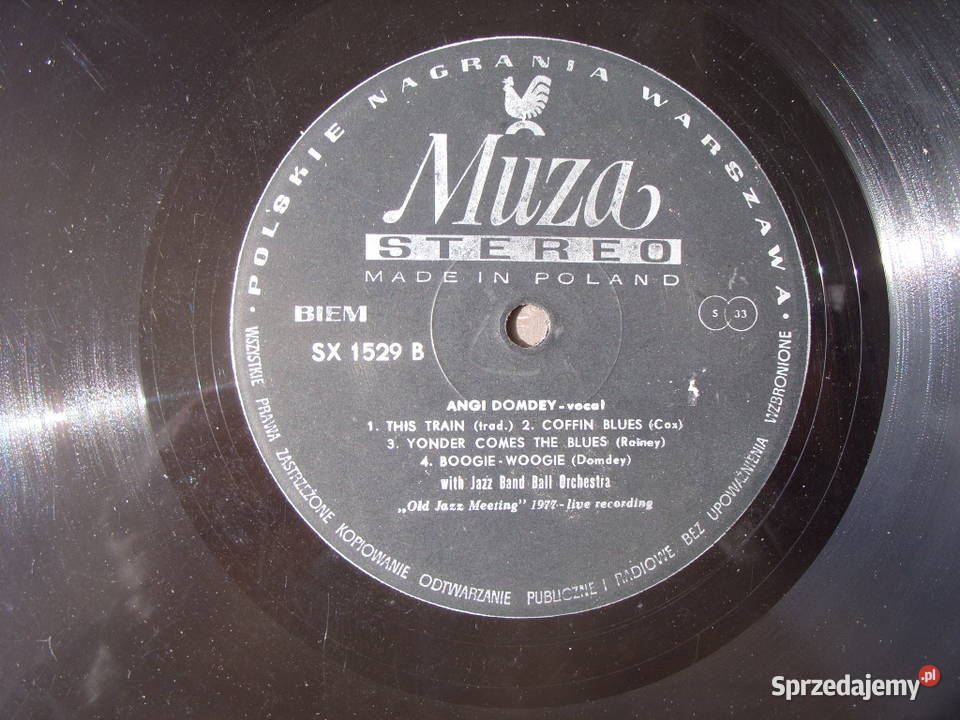 • POLSKIE NAGRANIA WARSZAWA •
Muza
STEREO
MADE IN POLAND
BIEM
S 33
SX 1529 B
ANGI DOMDEY - vocal
1. THIS TRAIN (trad.) 2. COFFIN BLUES (Cox)
3. YONDER COMES THE BLUES (Rainey)
4. BOOGIE - WOOGIE (Domdey)
with Jazz Band Ball Orchestra
„Old Jazz Meeting" 1977 - live recording
WSZYSTKIE PRAWA ZASTRZEŻONE KOPIOWANIE ODTWARZANIE PUBLICZNE I RADIOWE BEZ UPOWAŻNIENIA WZBRONIONE
Sprzedajemy.pl